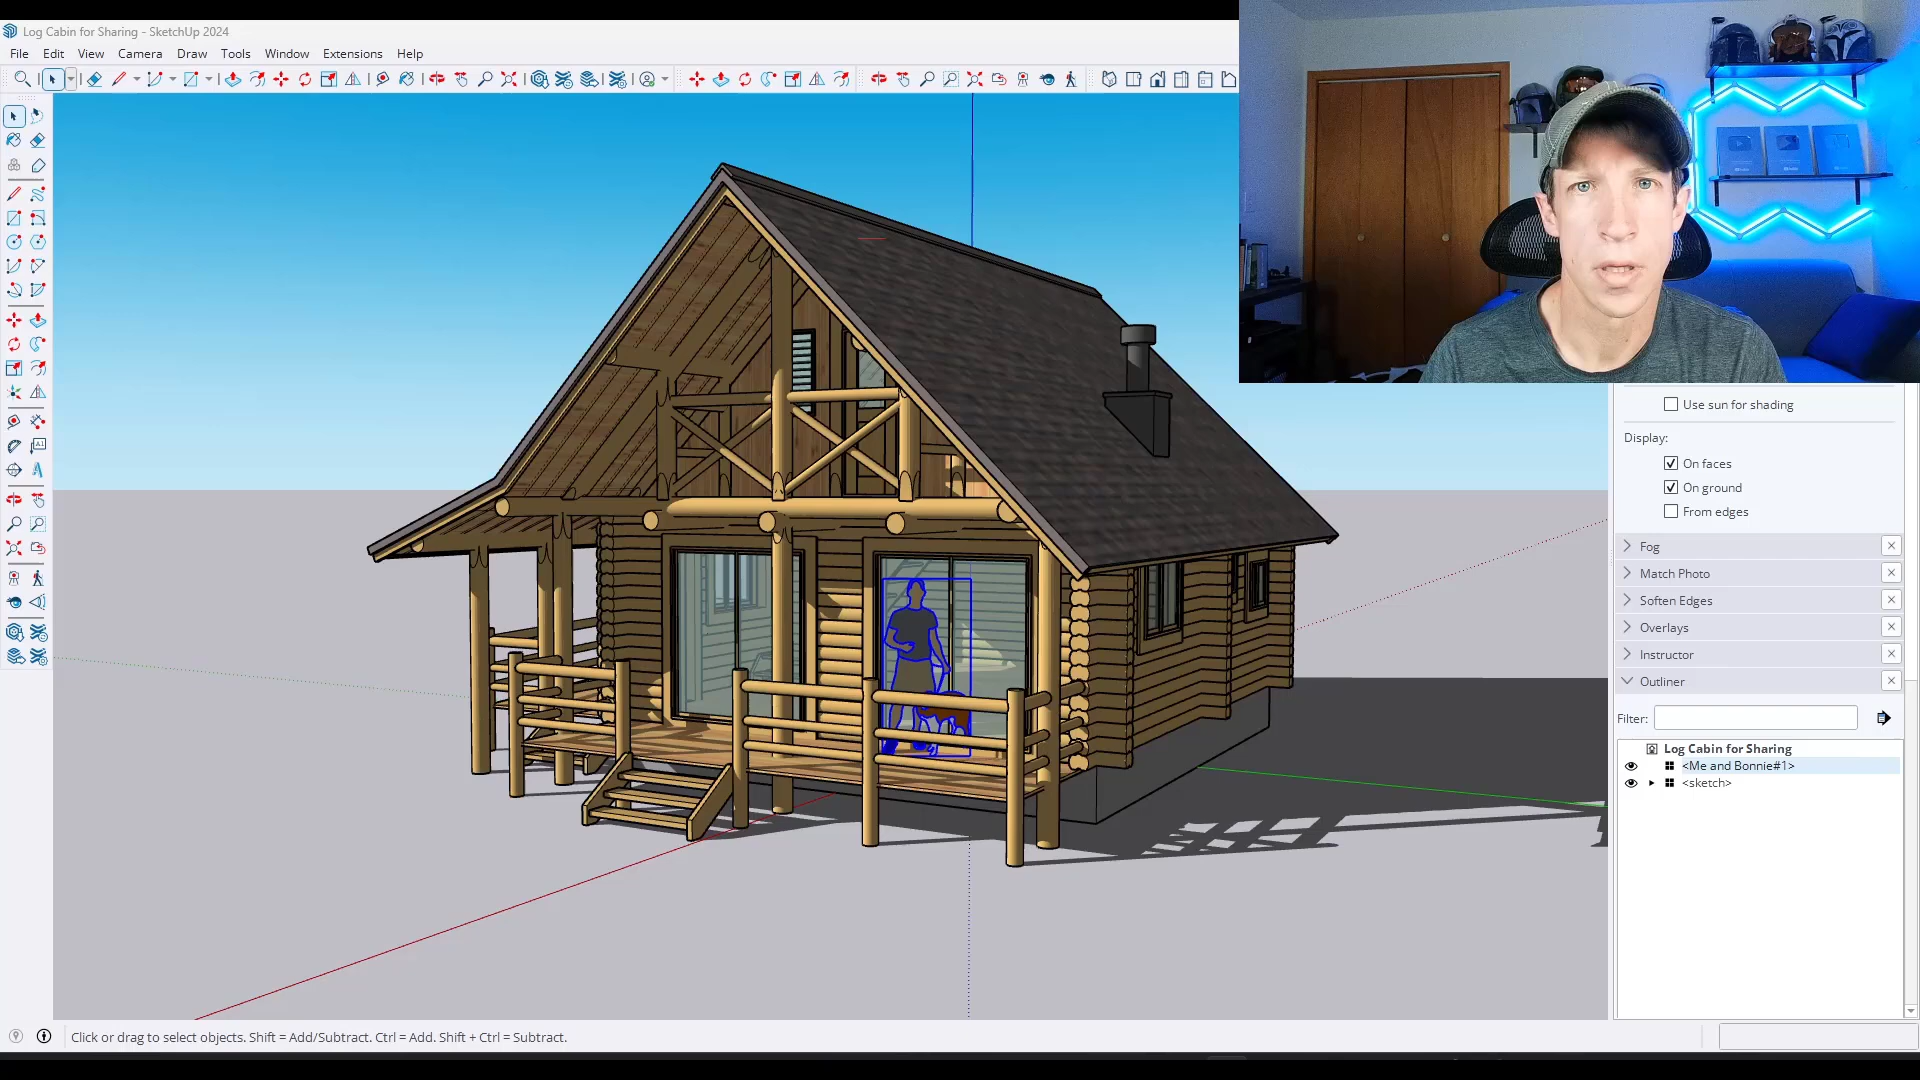 Log Cabin for Sharing - SketchUp 2024
File Edit View Camera Draw Tools Window Extensions Help
Use sun for shading
Display:
On faces
On ground
From edges
Fog
Match Photo
Soften Edges
Overlays
Instructor
Outliner
Filter:
Log Cabin for Sharing
<Me and Bonnie#1>
<sketch>
Click or drag to select objects. Shift = Add/Subtract. Ctrl = Add. Shift + Ctrl = Subtract.